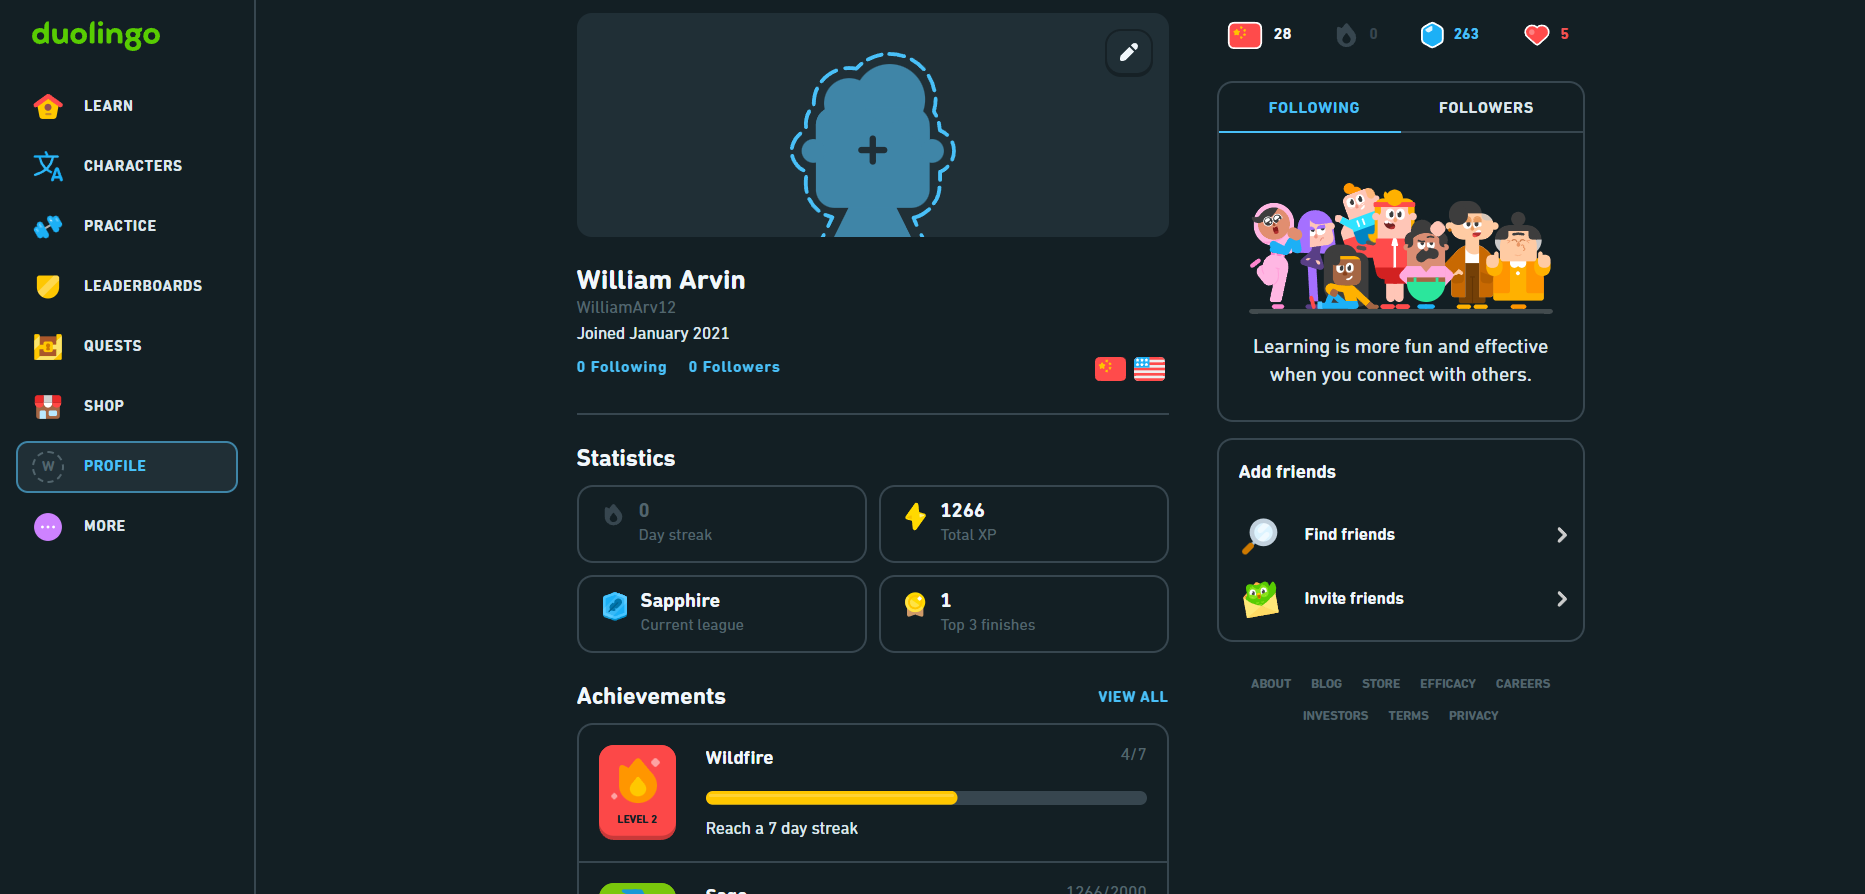 duolingo
LEARN
CHARACTERS
PRACTICE
LEADERBOARDS
QUESTS
SHOP
W PROFILE
MORE
William Arvin
WilliamArv12
Joined January 2021
0 Following 0 Followers
Statistics
0
Day streak
1266
Total XP
Sapphire
Current league
1
Top 3 finishes
Achievements VIEW ALL
LEVEL 2
Wildfire 4/7
Reach a 7 day streak
Sage 1266/2000
28 0 263 5
FOLLOWING FOLLOWERS
Learning is more fun and effective
when you connect with others.
Add friends
Find friends
Invite friends
ABOUT BLOG STORE EFFICACY CAREERS
INVESTORS TERMS PRIVACY